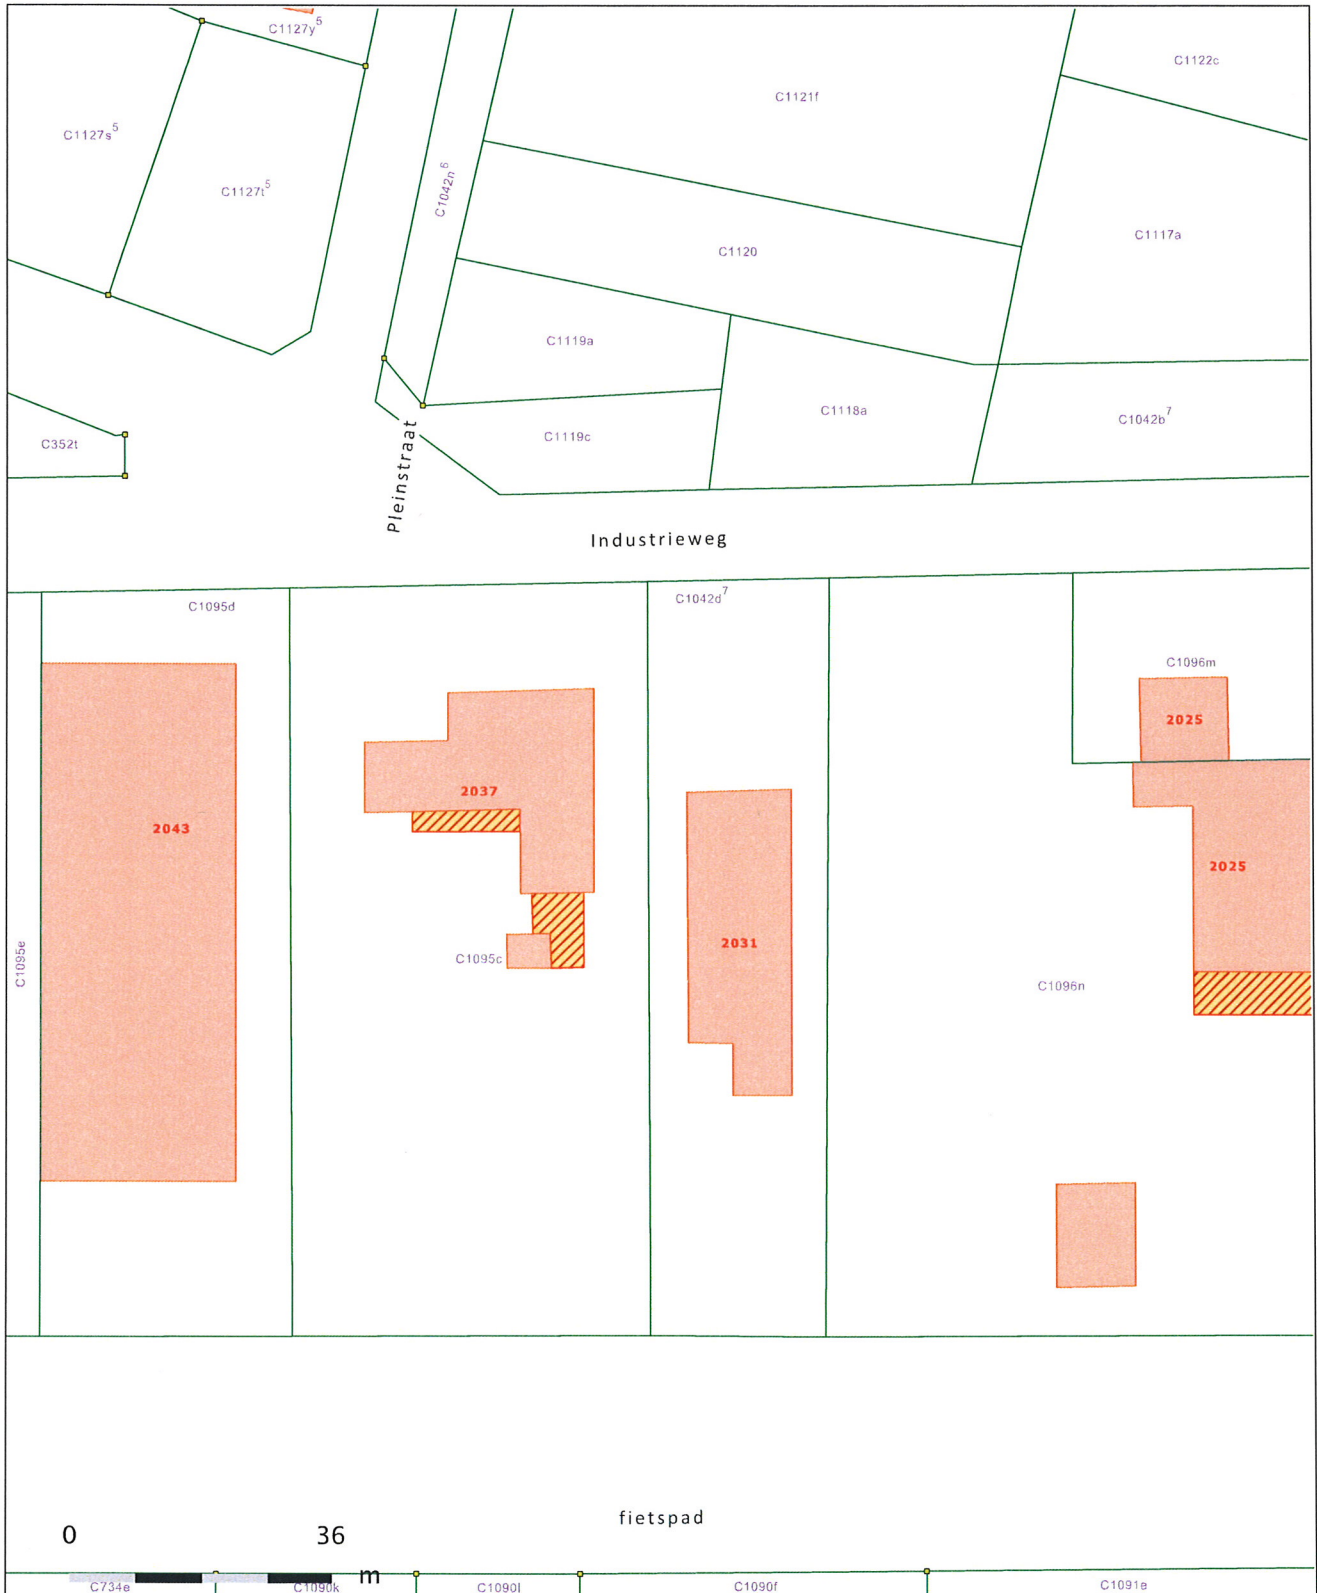 C1127y⁵
C1122c
C1121f
C1127s⁵
C1127t⁵
C1042n⁶
C1117a
C1120
C1119a
C1118a
C1042b⁷
C1119c
C352t
Pleinstraat
Industrieweg
C1095d
C1042d⁷
C1096m
2025
2037
2043
2025
2031
C1095e
C1095c
C1096n
fietspad
0 36
m
C734e
C1090k
C1090l
C1090f
C1091e